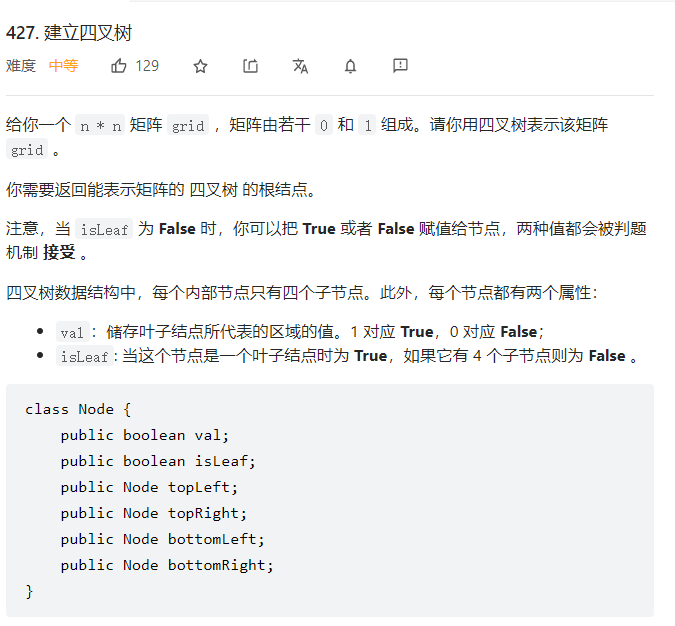 427. 建立四叉树
难度 中等 129
给你一个 n * n 矩阵 grid ，矩阵由若干 0 和 1 组成。请你用四叉树表示该矩阵
grid 。
你需要返回能表示矩阵的 四叉树 的根结点。
注意，当 isLeaf 为 False 时，你可以把 True 或者 False 赋值给节点，两种值都会被判题
机制 接受 。
四叉树数据结构中，每个内部节点只有四个子节点。此外，每个节点都有两个属性：
val：储存叶子结点所代表的区域的值。1 对应 True，0 对应 False；
isLeaf: 当这个节点是一个叶子结点时为 True，如果它有 4 个子节点则为 False 。
class Node {
    public boolean val;
    public boolean isLeaf;
    public Node topLeft;
    public Node topRight;
    public Node bottomLeft;
    public Node bottomRight;
}